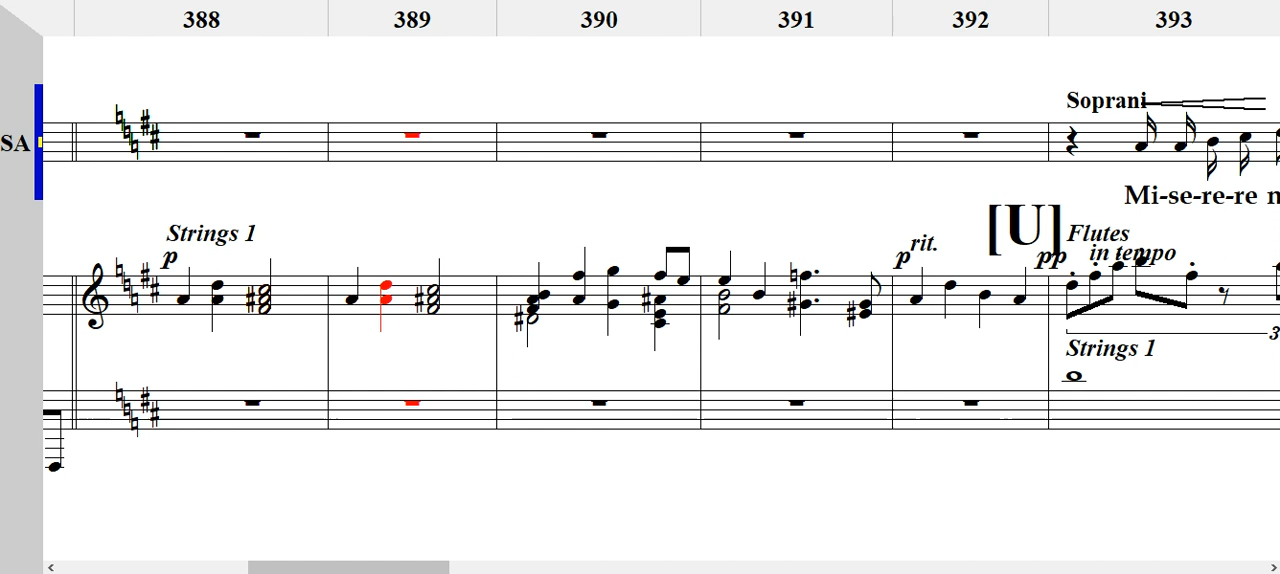 388 389 390 391 392 393
Soprani
SA
Mi-se-re-re n
Strings 1
p
rit.
p
[U]
Flutes
in tempo
pp
3
Strings 1